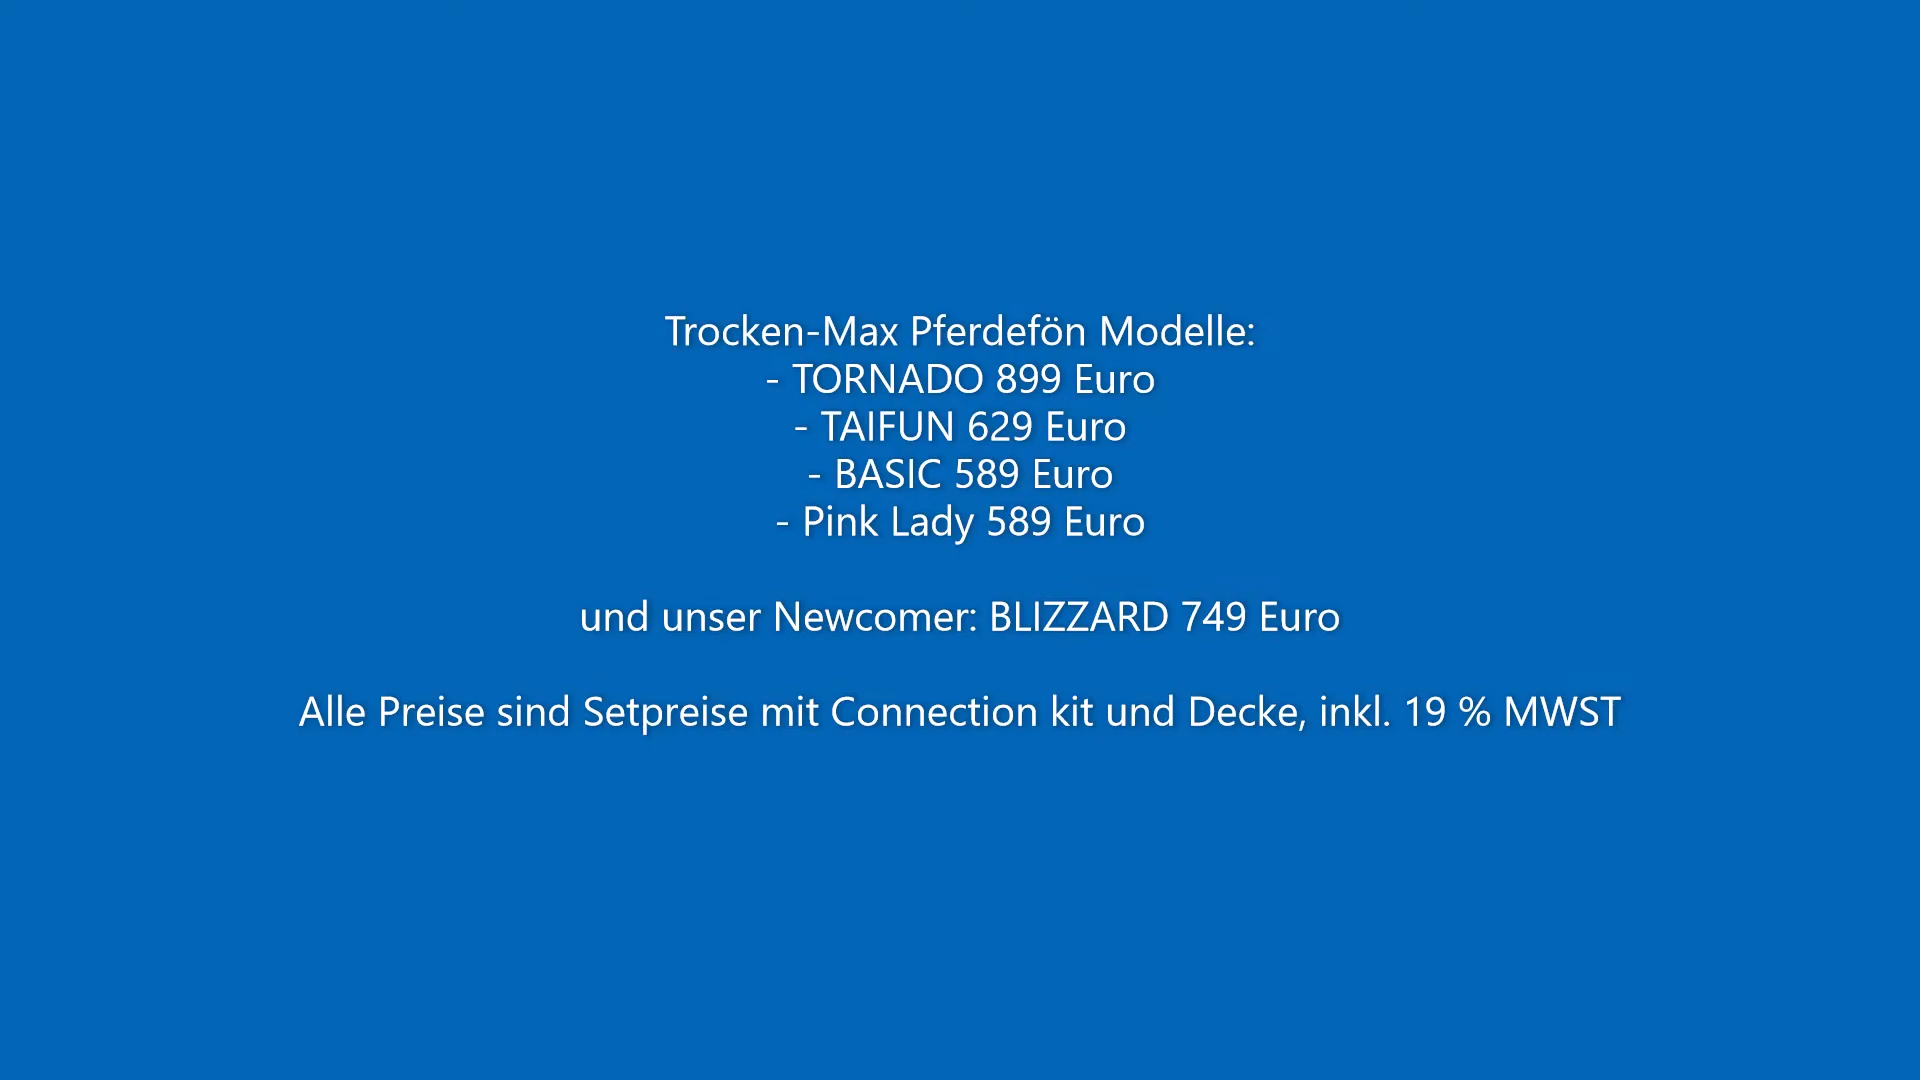 Trocken-Max Pferdefön Modelle:
- TORNADO 899 Euro
- TAIFUN 629 Euro
- BASIC 589 Euro
- Pink Lady 589 Euro
und unser Newcomer: BLIZZARD 749 Euro
Alle Preise sind Setpreise mit Connection kit und Decke, inkl. 19 % MWST